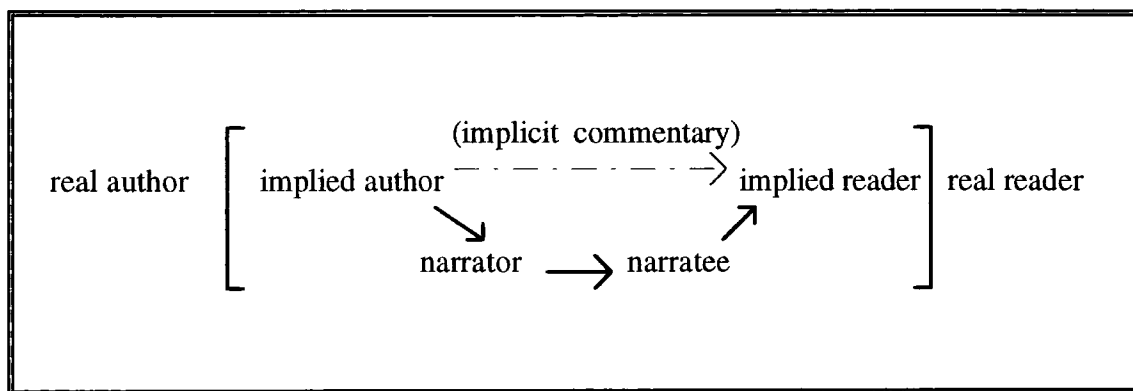 (implicit commentary)
real author implied author implied reader real reader
narrator narratee